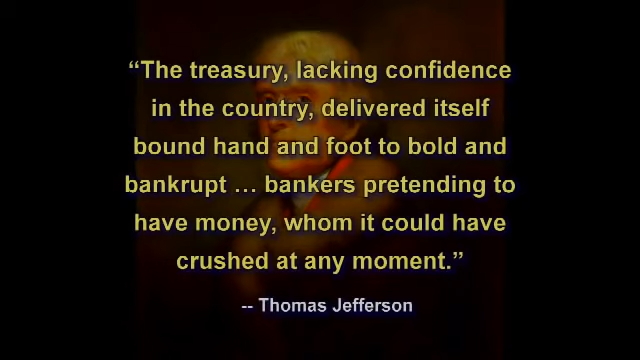 “The treasury, lacking confidence
in the country, delivered itself
bound hand and foot to bold and
bankrupt … bankers pretending to
have money, whom it could have
crushed at any moment.”
-- Thomas Jefferson